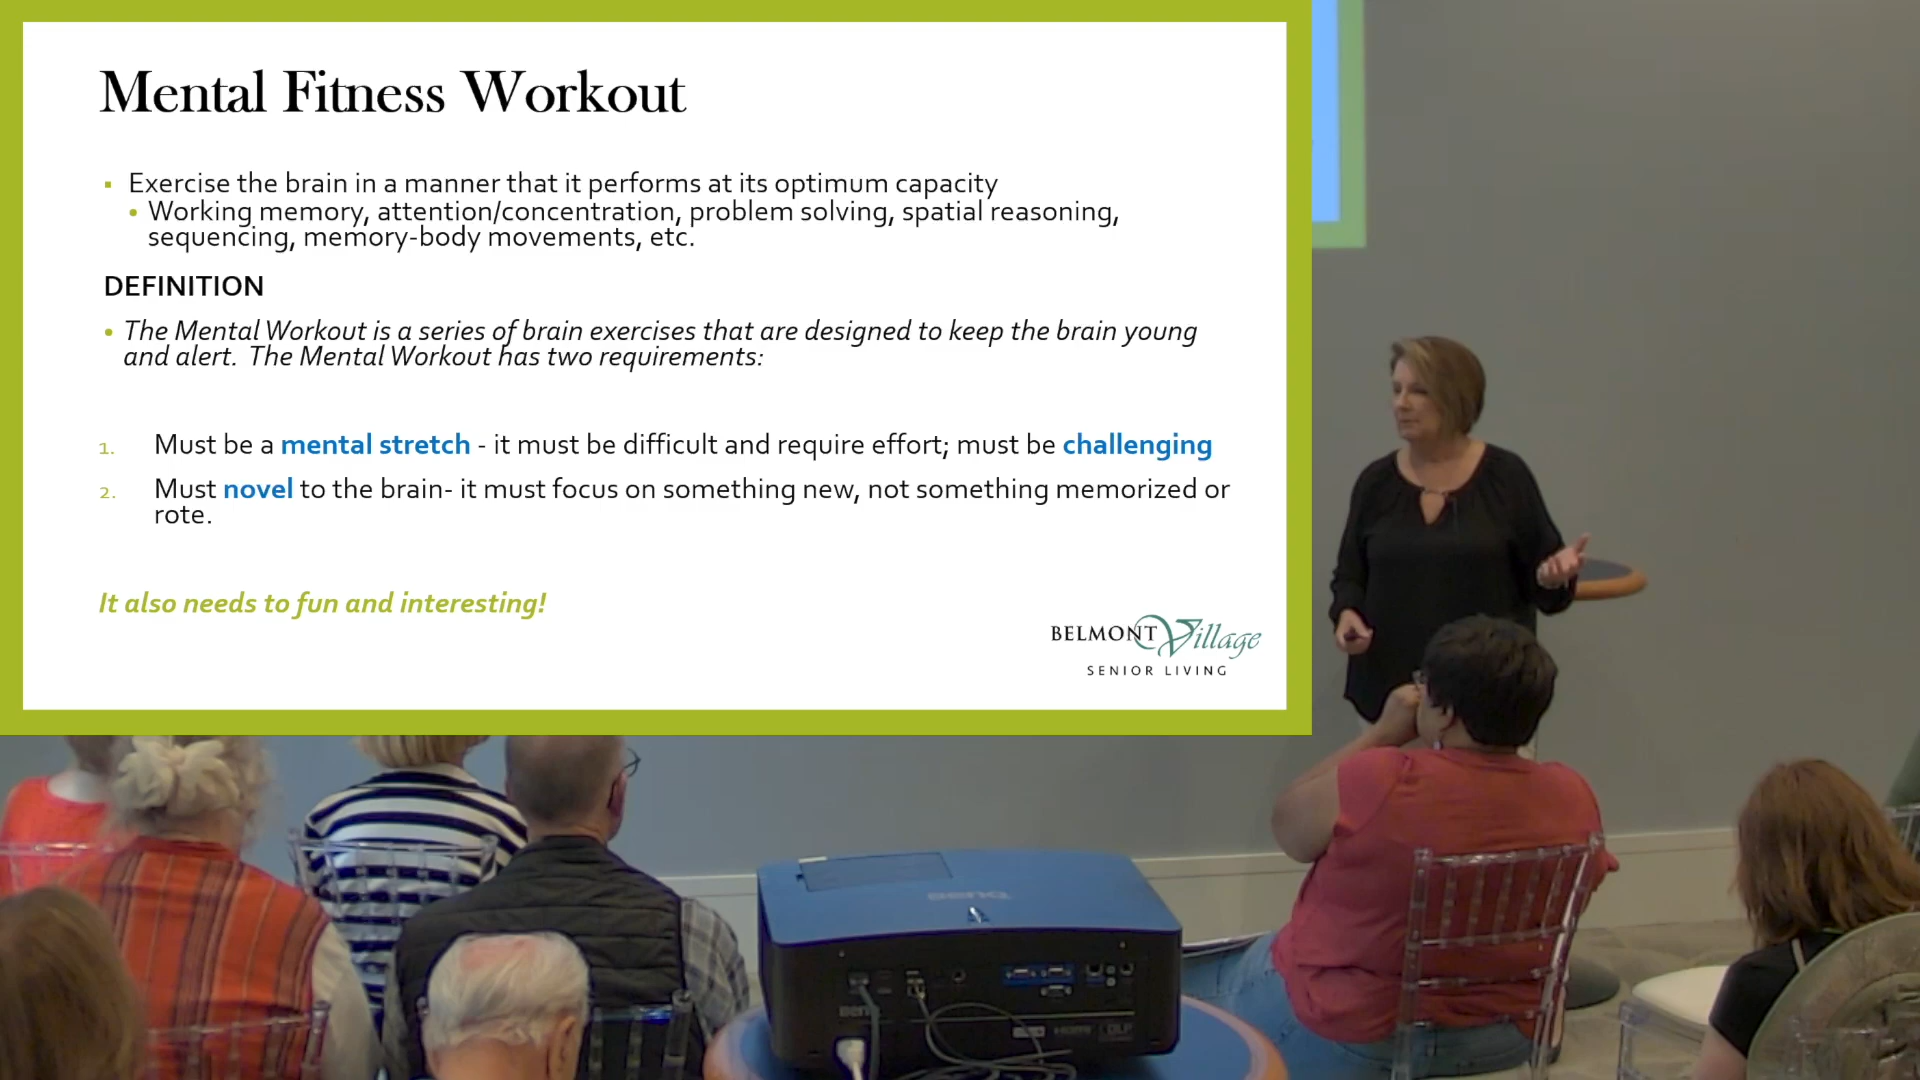 Mental Fitness Workout
Exercise the brain in a manner that it performs at its optimum capacity
Working memory, attention/concentration, problem solving, spatial reasoning,
sequencing, memory-body movements, etc.
DEFINITION
The Mental Workout is a series of brain exercises that are designed to keep the brain young
and alert. The Mental Workout has two requirements:
1. Must be a mental stretch - it must be difficult and require effort; must be challenging
2. Must novel to the brain- it must focus on something new, not something memorized or
rote.
It also needs to fun and interesting!
BELMONT Village
SENIOR LIVING
BenQ
HDMI
DLP